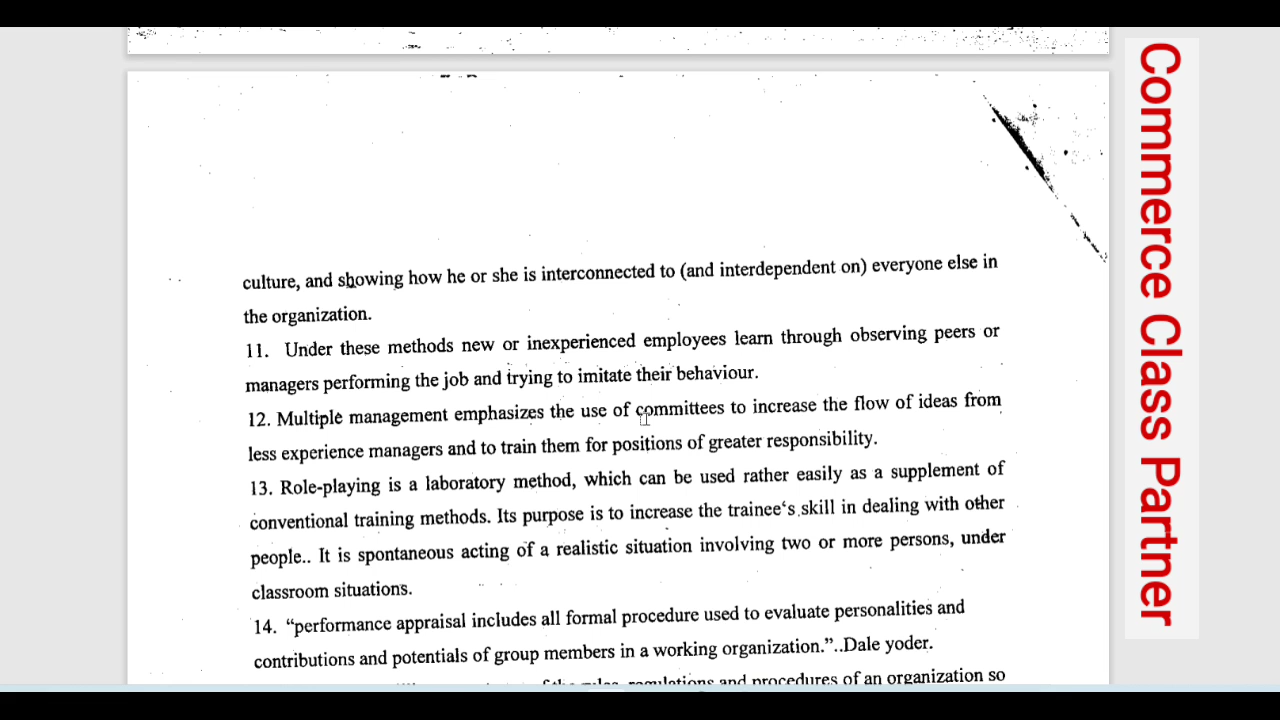 culture, and showing how he or she is interconnected to (and interdependent on) everyone else in
the organization.
11. Under these methods new or inexperienced employees learn through observing peers or
managers performing the job and trying to imitate their behaviour.
12. Multiple management emphasizes the use of committees to increase the flow of ideas from
less experience managers and to train them for positions of greater responsibility.
13. Role-playing is a laboratory method, which can be used rather easily as a supplement of
conventional training methods. Its purpose is to increase the trainee‘s skill in dealing with other
people.. It is spontaneous acting of a realistic situation involving two or more persons, under
classroom situations.
14. “performance appraisal includes all formal procedure used to evaluate personalities and
contributions and potentials of group members in a working organization.”..Dale yoder.
regulations and procedures of an organization so
Commerce Class Partner